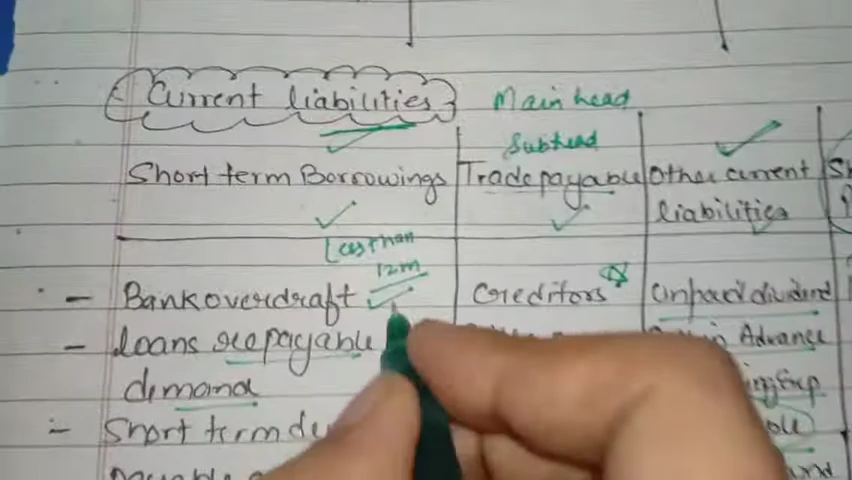 Current liabilities
Main head
Subhead
Short term Borrowings
Trade payable
Other current
liabilities
Less than
12m
Bank overdraft
Creditors
Unpaid dividend
loans repayable
Advance
demand
Exp
Short term